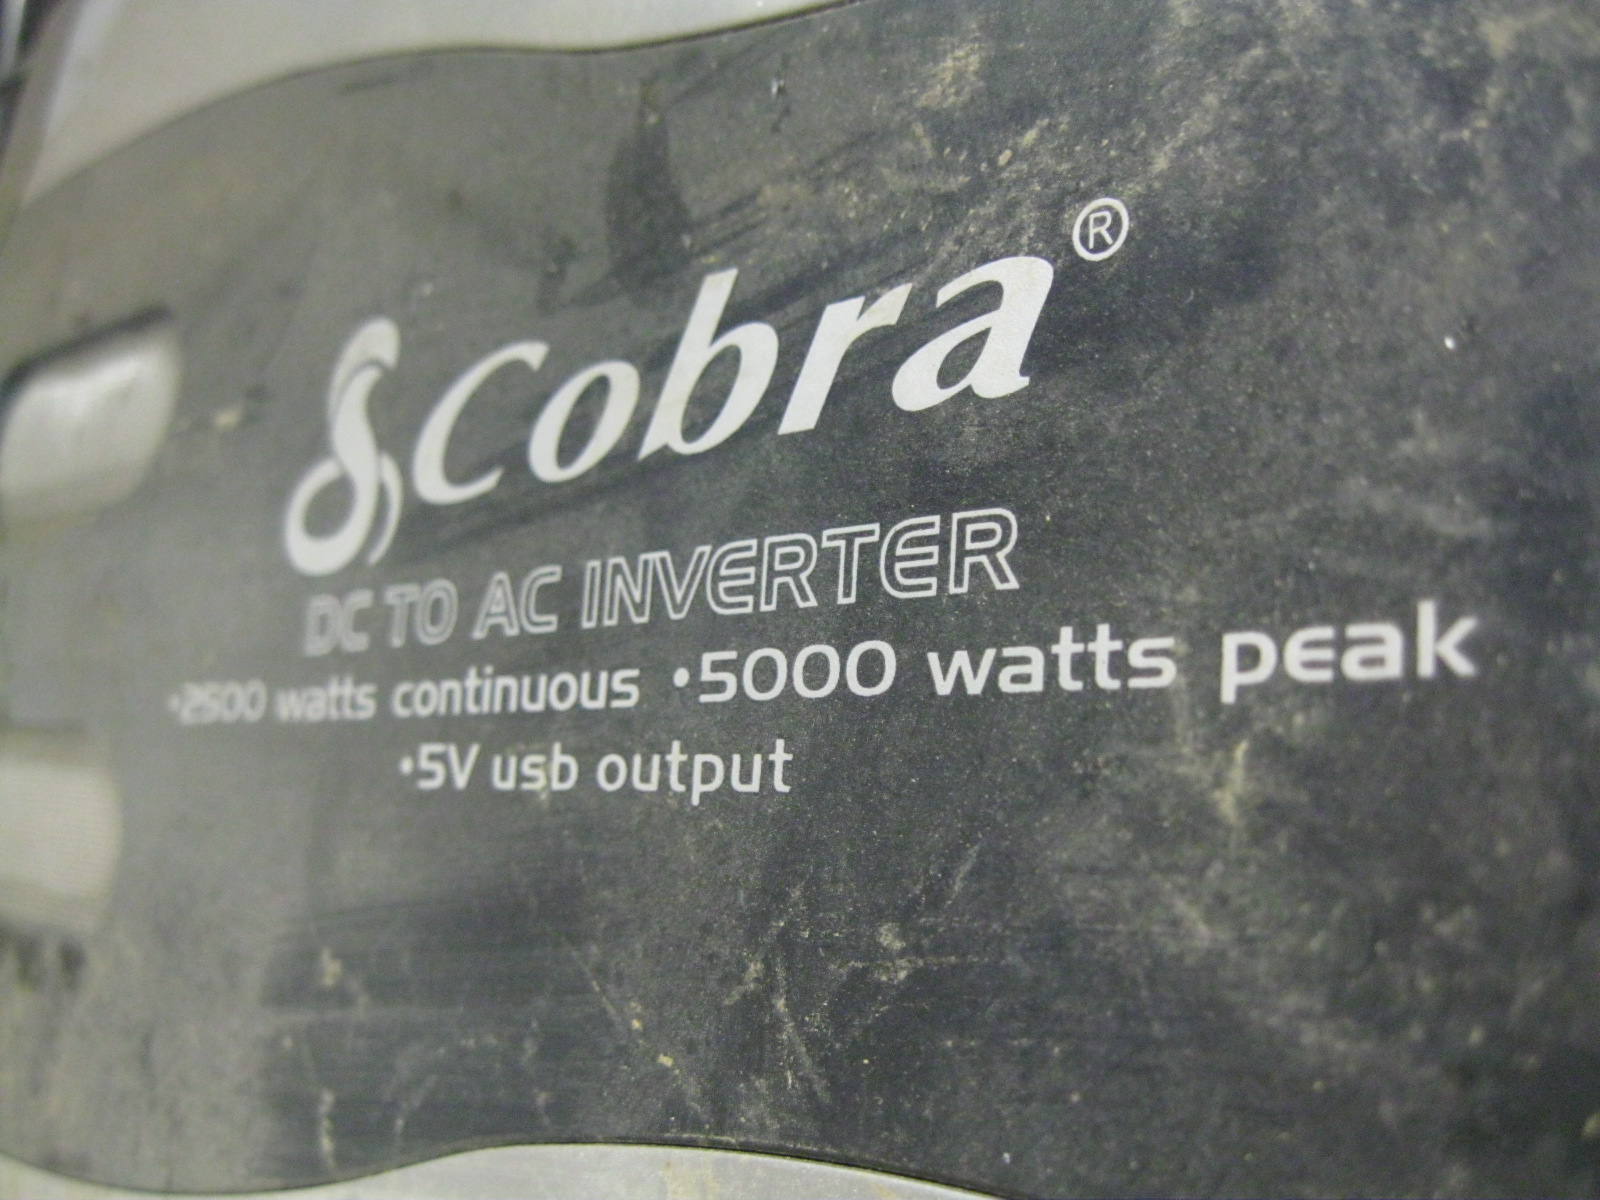 Cobra®
DC TO AC INVERTER
•2500 watts continuous •5000 watts peak
•5V usb output